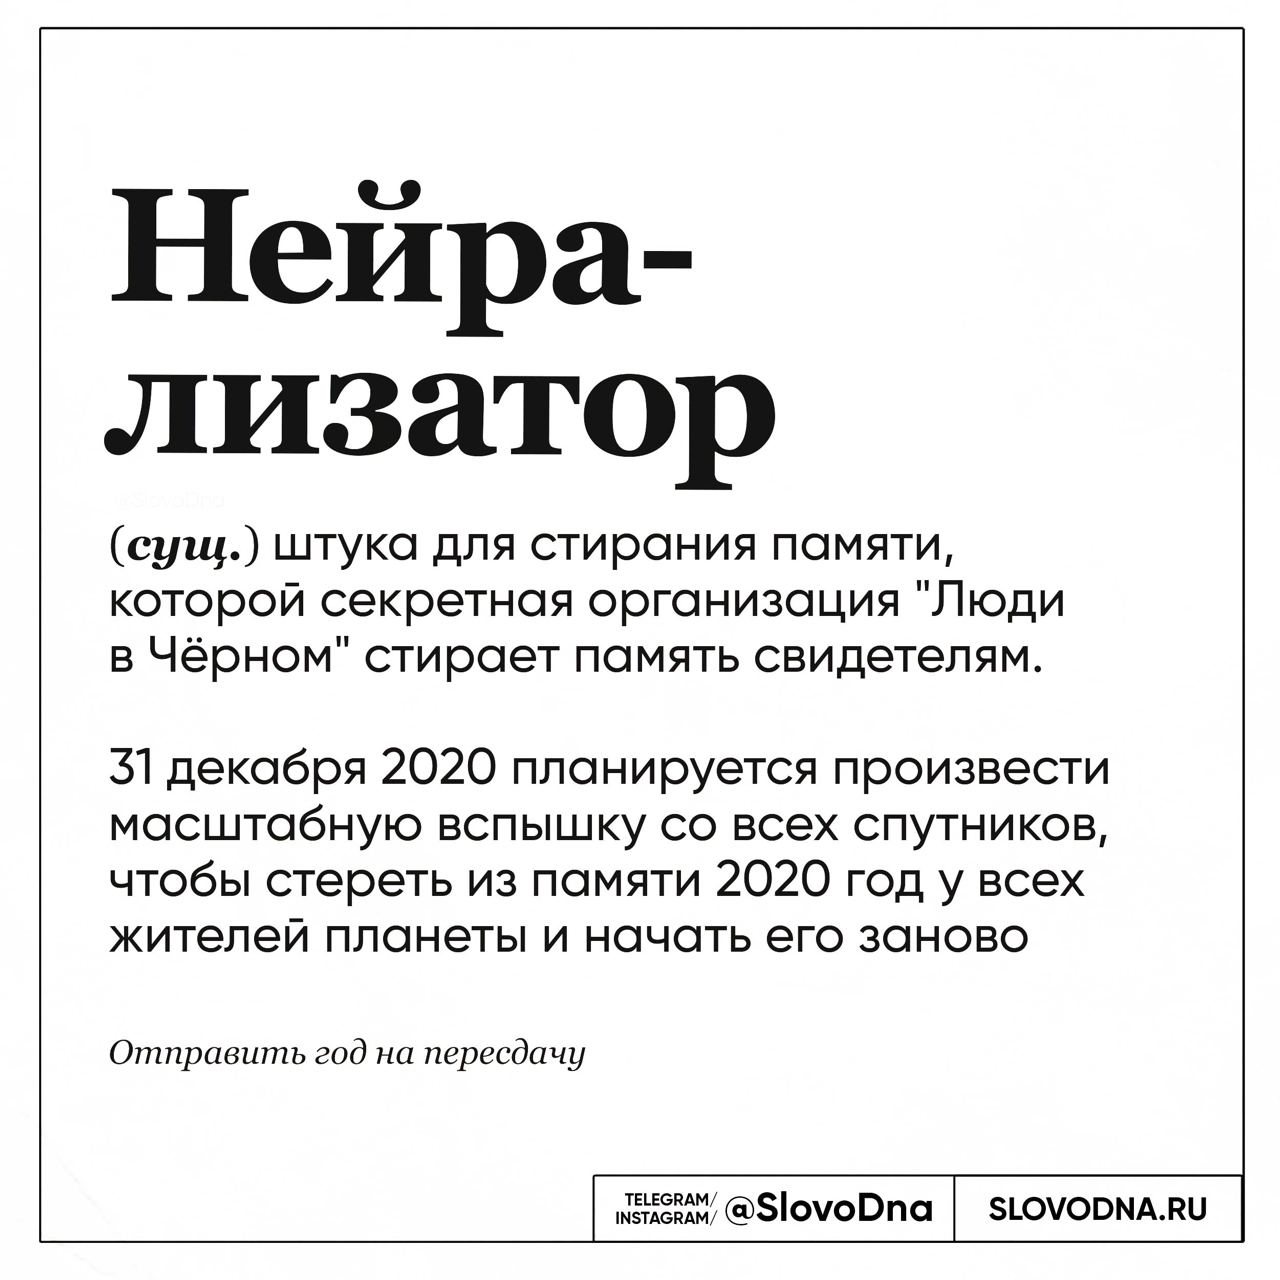 Нейра-
лизатор
@SlovoDna
(сущ.) штука для стирания памяти,
которой секретная организация "Люди
в Чёрном" стирает память свидетелям.
31 декабря 2020 планируется произвести
масштабную вспышку со всех спутников,
чтобы стереть из памяти 2020 год у всех
жителей планеты и начать его заново
Отправить год на пересдачу
TELEGRAM/
INSTAGRAM/
@SlovoDna
SLOVODNA.RU